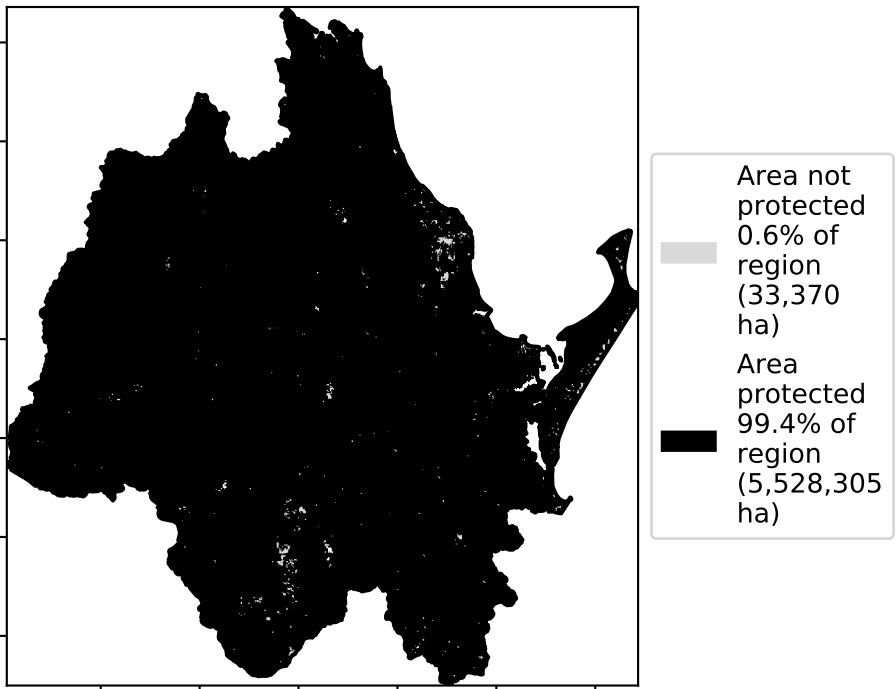 Area not
protected
0.6% of
region
(33,370
ha)
Area
protected
99.4% of
region
(5,528,305
ha)